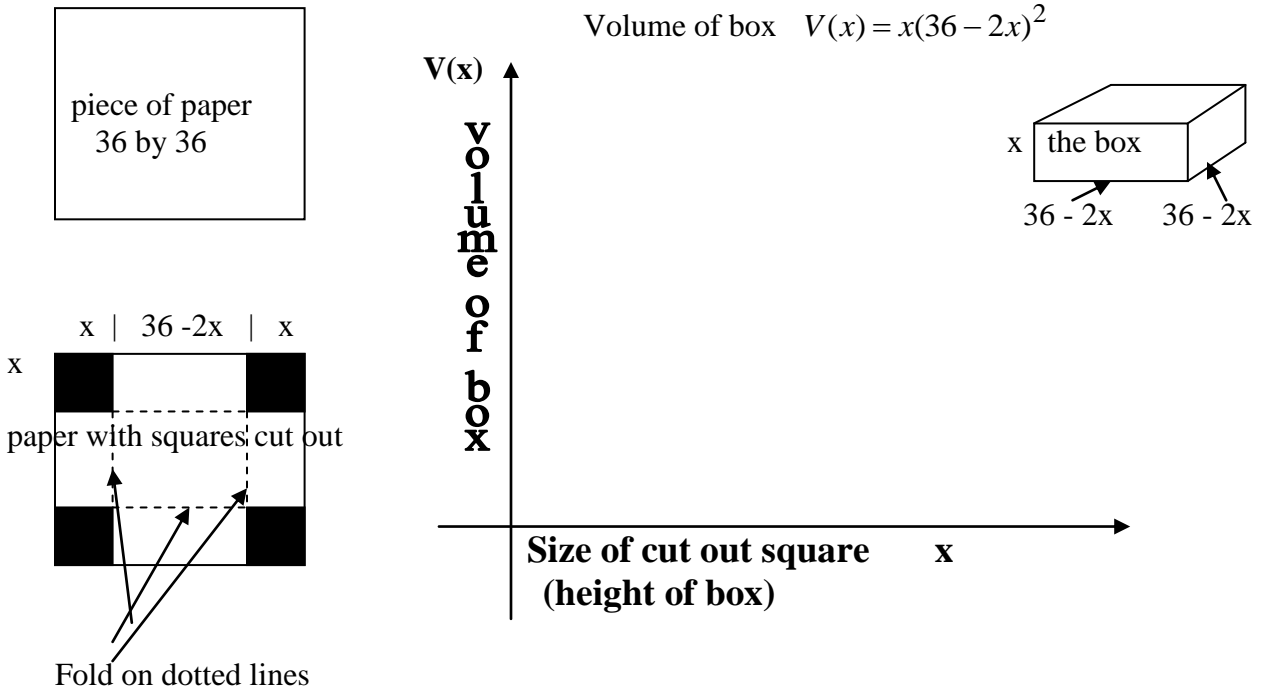 piece of paper
36 by 36
x | 36 -2x | x
x
paper with squares cut out
Fold on dotted lines
Volume of box V(x) = x(36 − 2x)²
V(x)
volume of box
Size of cut out square x
(height of box)
x the box
36 - 2x 36 - 2x